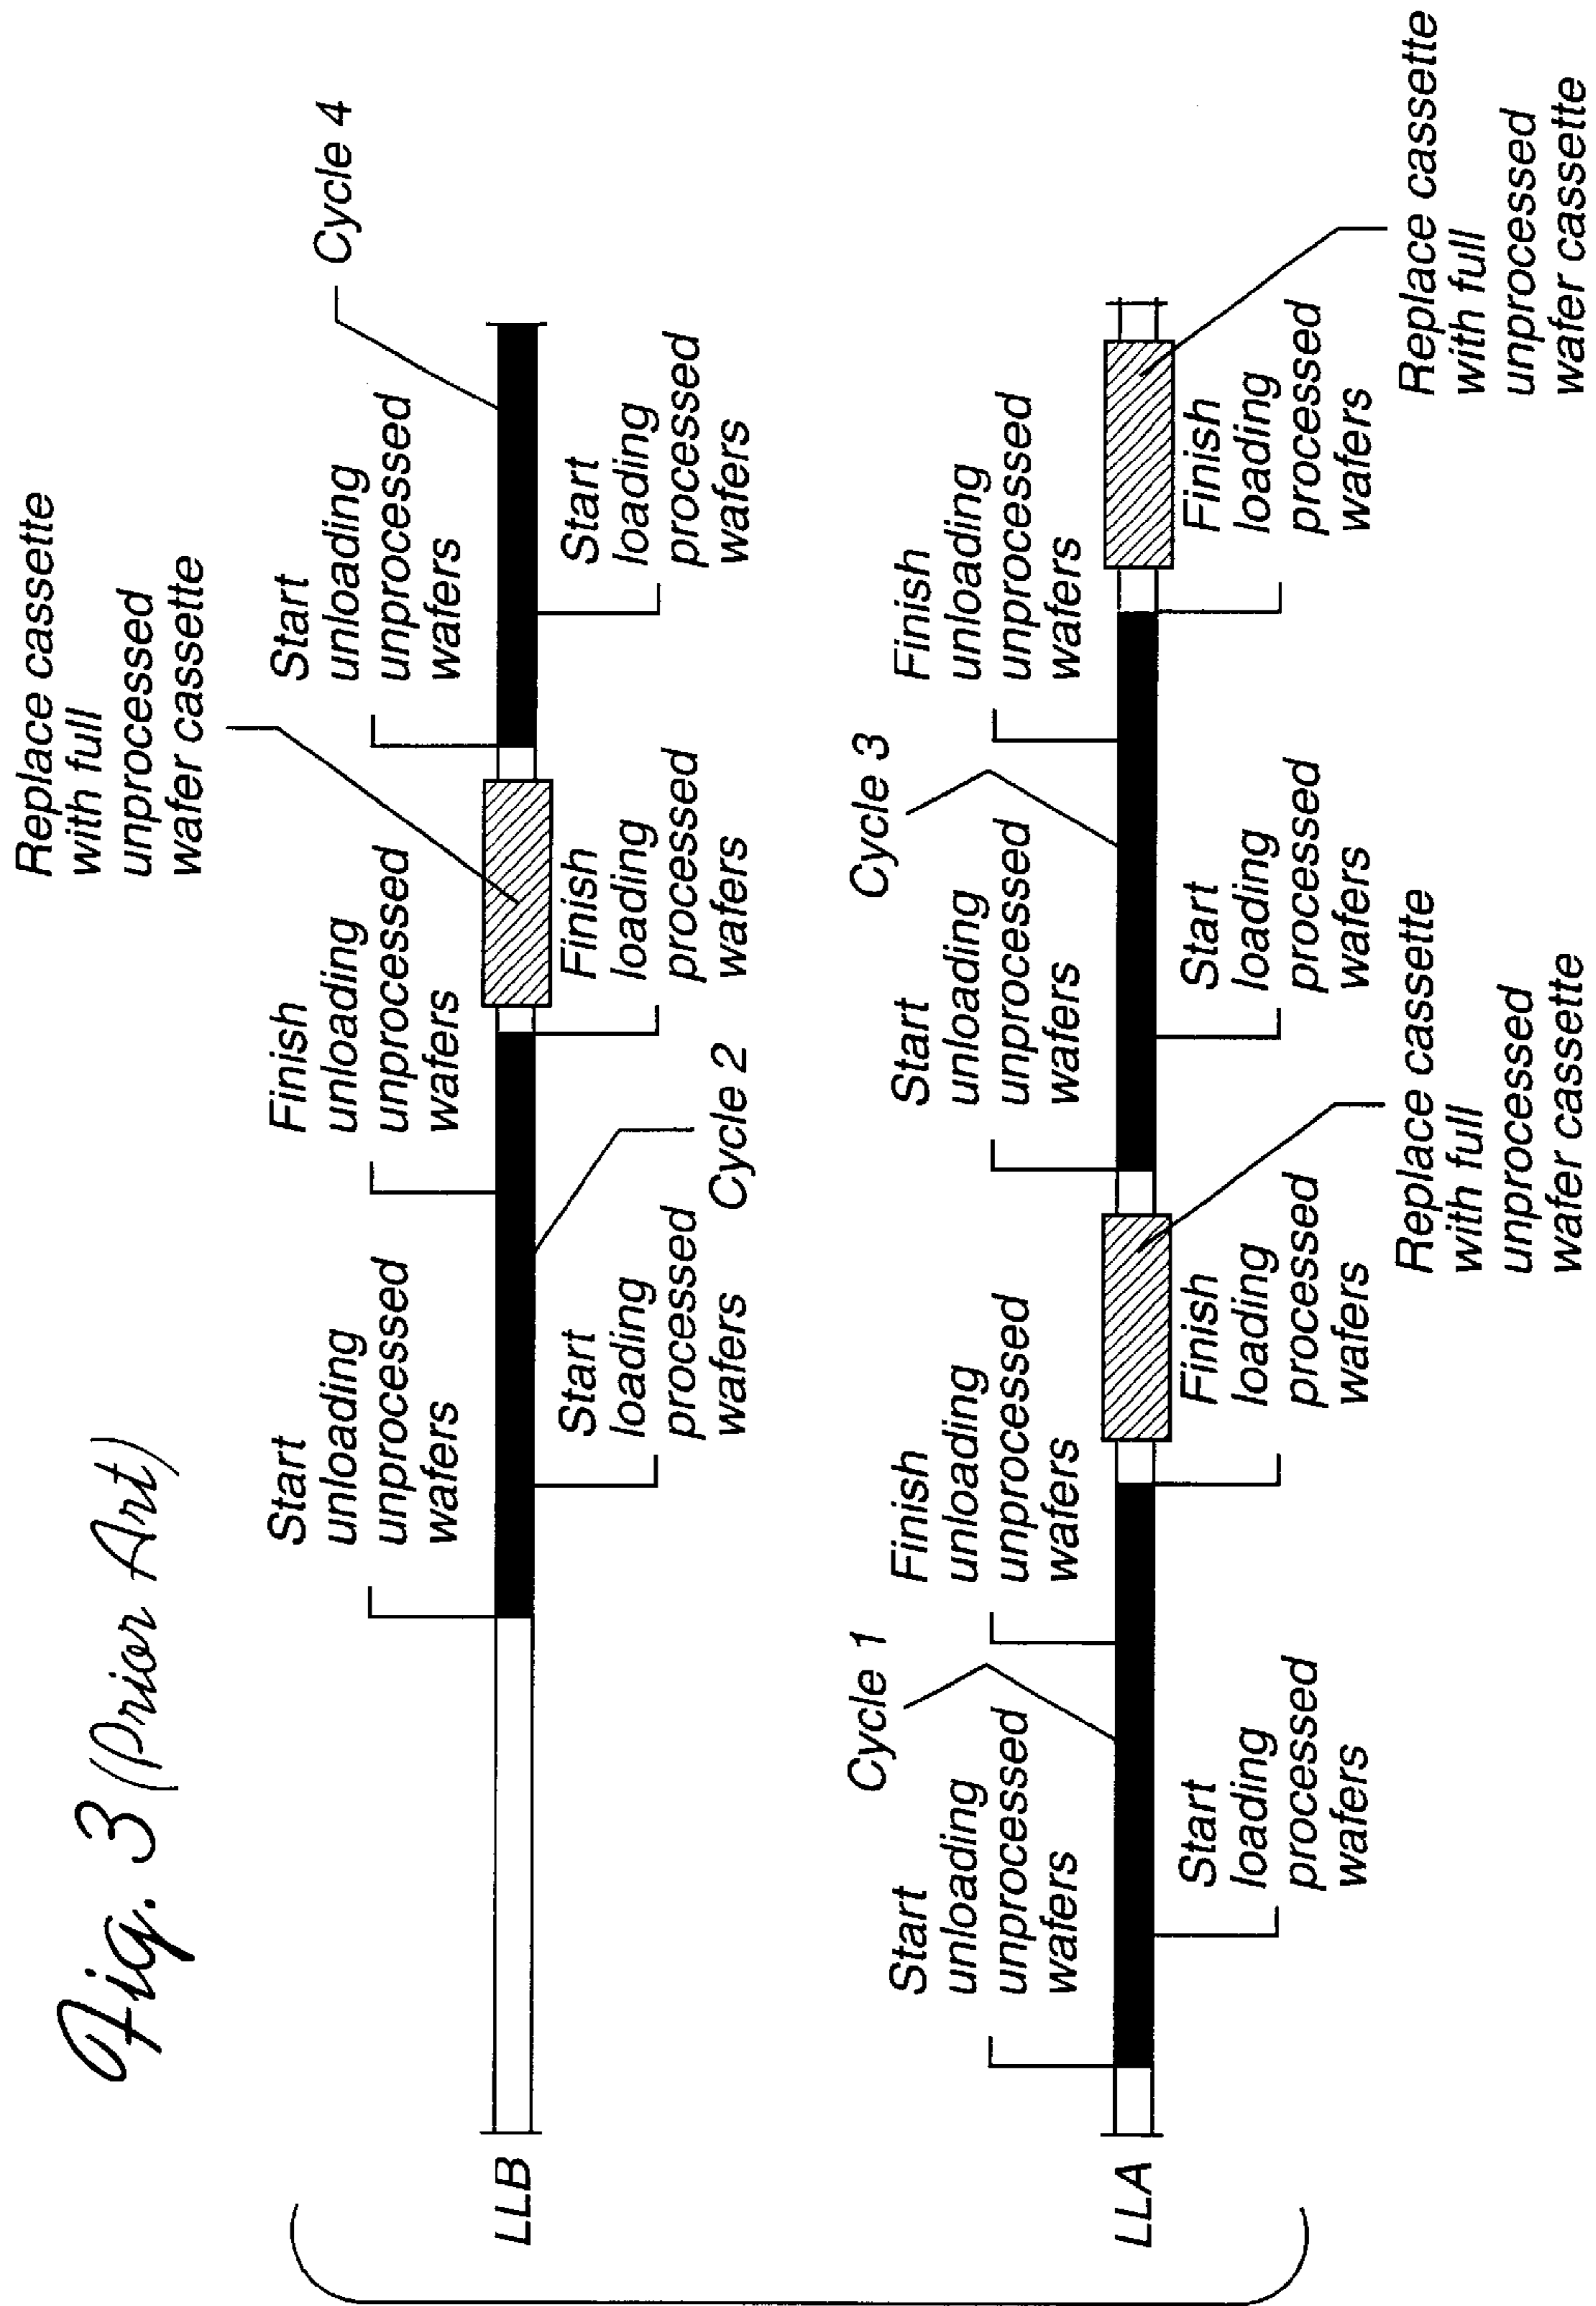 Fig. 3 (Prior Art)
Replace cassette
with full
unprocessed
wafer cassette
Start
unloading
unprocessed
wafers
Finish
unloading
unprocessed
wafers
Start
unloading
unprocessed
wafers
Cycle 4
LLB
Start
loading
processed
wafers
Cycle 2
Finish
loading
processed
wafers
Start
loading
processed
wafers
Cycle 1
Cycle 3
Start
unloading
unprocessed
wafers
Finish
unloading
unprocessed
wafers
Start
unloading
unprocessed
wafers
Finish
unloading
unprocessed
wafers
LLA
Start
loading
processed
wafers
Finish
loading
processed
wafers
Start
loading
processed
wafers
Finish
loading
processed
wafers
Replace cassette
with full
unprocessed
wafer cassette
Replace cassette
with full
unprocessed
wafer cassette